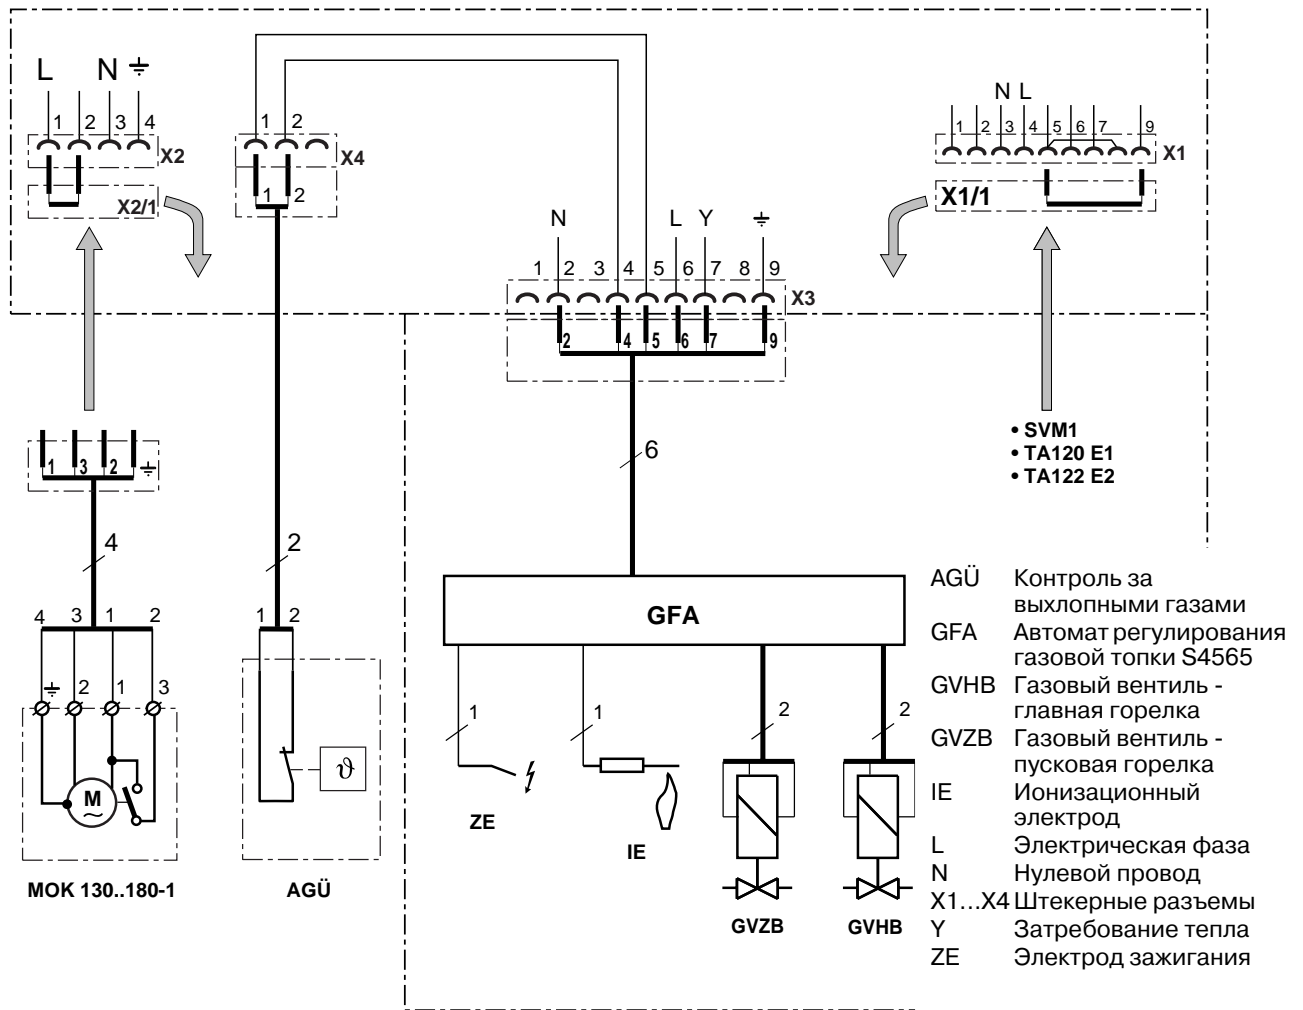 L N
1 2 3 4
X2
X2/1
1 2
X4
1 2
N L
1 2 3 4 5 6 7 9
X1
X1/1
N L Y
1 2 3 4 5 6 7 8 9
X3
2 4 5 6 7 9
6
• SVM1
• TA120 E1
• TA122 E2
1 3 2
4
2
4 3 1 2
2 1 3
M
~
MOK 130..180-1
1 2
ϑ
AGÜ
GFA
1 1 2 2
ZE
IE
GVZB
GVHB
AGÜ Контроль за
выхлопными газами
GFA Автомат регулирования
газовой топки S4565
GVHB Газовый вентиль -
главная горелка
GVZB Газовый вентиль -
пусковая горелка
IE Ионизационный
электрод
L Электрическая фаза
N Нулевой провод
X1...X4 Штекерные разъемы
Y Затребование тепла
ZE Электрод зажигания